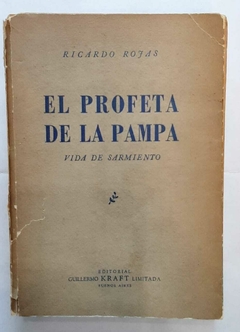 RICARDO ROJAS
EL PROFETA
DE LA PAMPA
VIDA DE SARMIENTO
EDITORIAL
GUILLERMO KRAFT LIMITADA
BUENOS AIRES